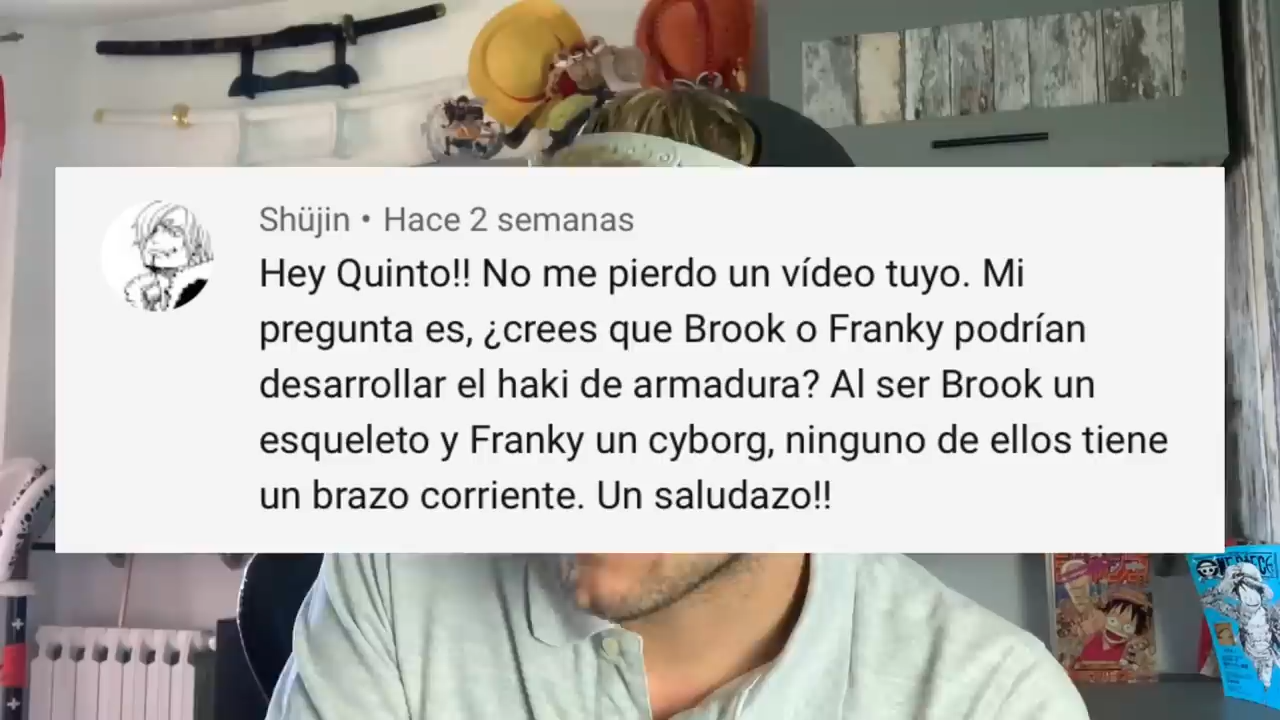 Shüjin • Hace 2 semanas
Hey Quinto!! No me pierdo un vídeo tuyo. Mi
pregunta es, ¿crees que Brook o Franky podrían
desarrollar el haki de armadura? Al ser Brook un
esqueleto y Franky un cyborg, ninguno de ellos tiene
un brazo corriente. Un saludazo!!